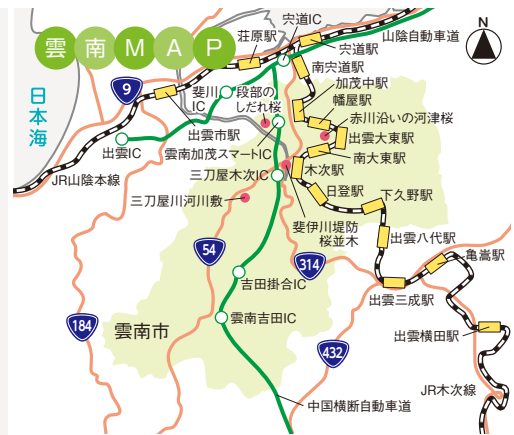 雲南MAP
N
宍道IC
荘原駅
宍道駅
山陰自動車道
南宍道駅
9
加茂中駅
斐川
IC
段部の
しだれ桜
幡屋駅
赤川沿いの河津桜
日本海
出雲市駅
出雲大東駅
出雲IC
雲南加茂スマートIC
南大東駅
JR山陰本線
三刀屋木次IC
木次駅
日登駅
下久野駅
三刀屋川河川敷
斐伊川堤防
桜並木
出雲八代駅
54
314
亀嵩駅
吉田掛合IC
出雲三成駅
184
雲南市
雲南吉田IC
出雲横田駅
432
JR木次線
中国横断自動車道